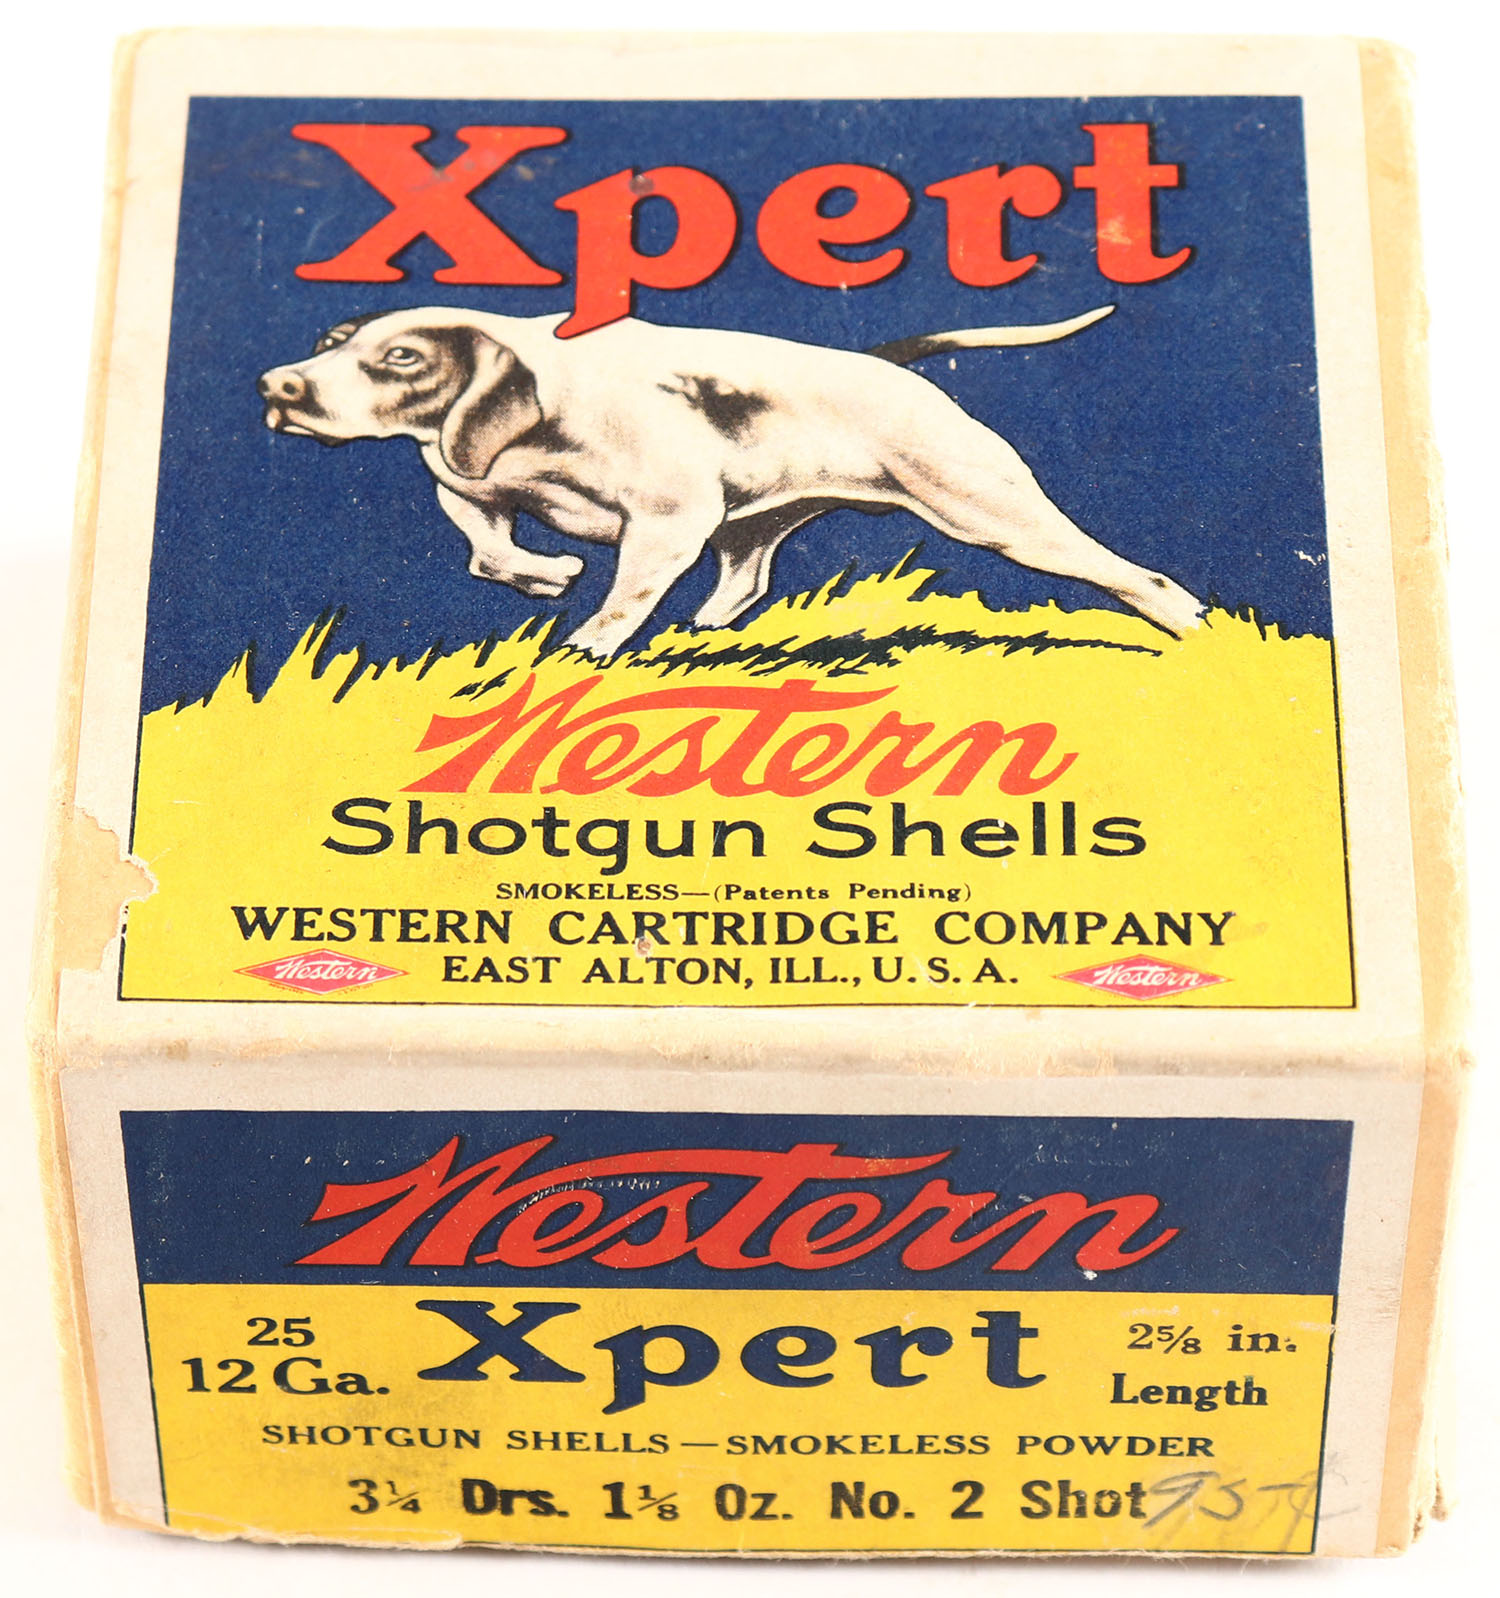 Xpert
Western
Shotgun Shells
SMOKELESS—(Patents Pending)
WESTERN CARTRIDGE COMPANY
Western EAST ALTON, ILL., U.S.A. Western
Western
25 12 Ga. Xpert 2⅝ in. Length
SHOTGUN SHELLS—SMOKELESS POWDER
3¼ Drs. 1⅛ Oz. No. 2 Shot